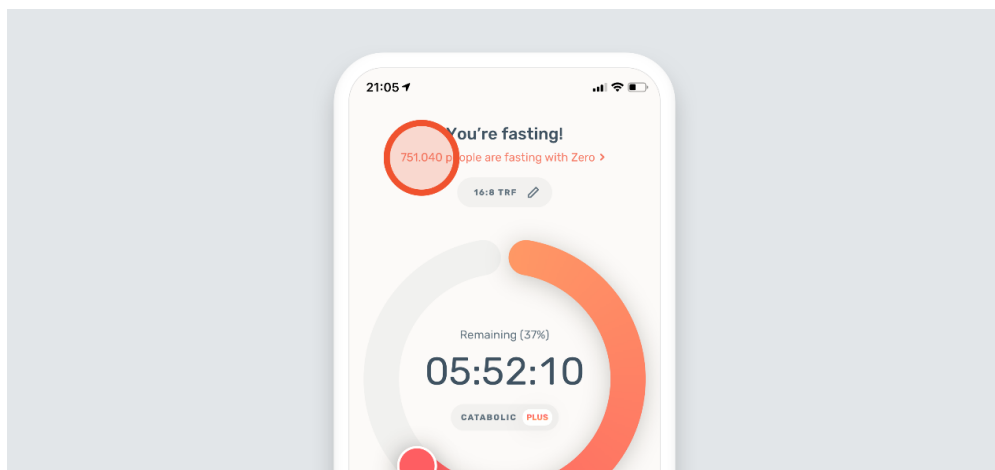 21:05
You're fasting!
751.040 people are fasting with Zero >
16:8 TRF
Remaining (37%)
05:52:10
CATABOLIC PLUS